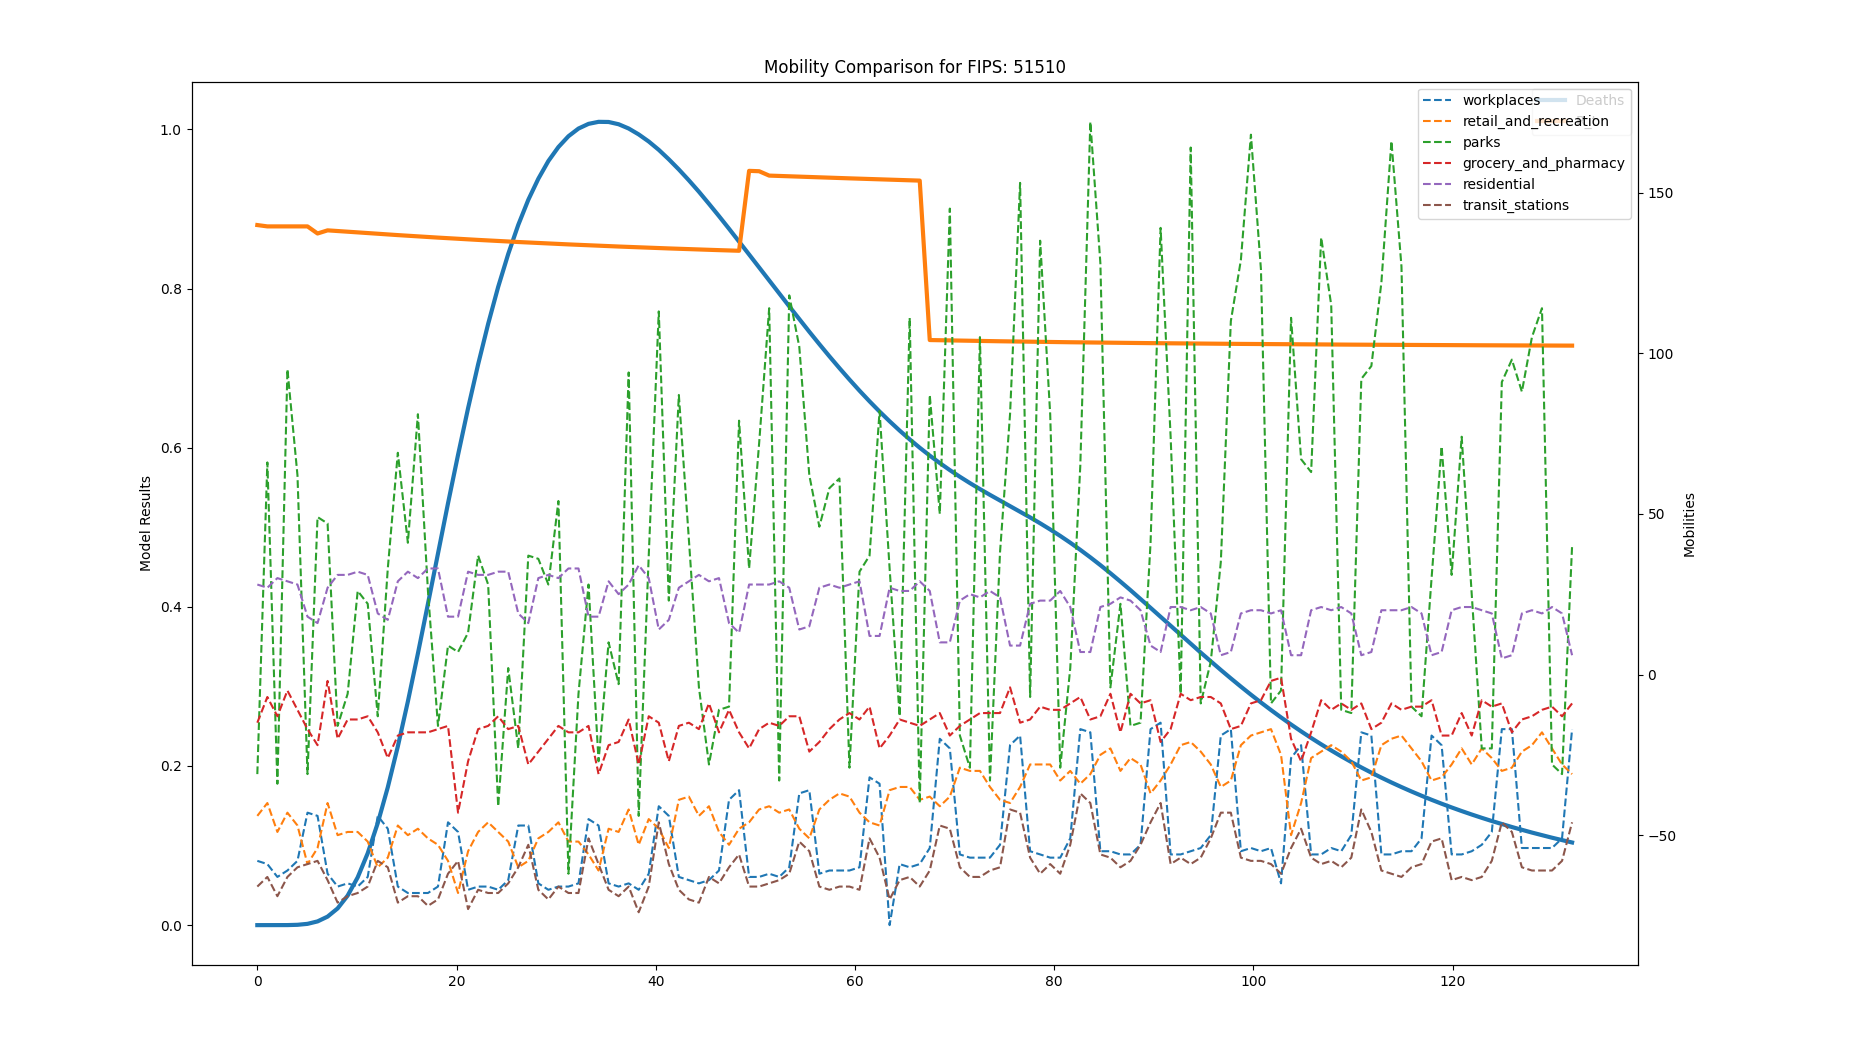 Mobility Comparison for FIPS: 51510
workplaces
Deaths
retail_and_recreation
parks
grocery_and_pharmacy
residential
transit_stations
1.0
0.8
0.6
0.4
0.2
0.0
Model Results
150
100
50
0
−50
Mobilities
0
20
40
60
80
100
120